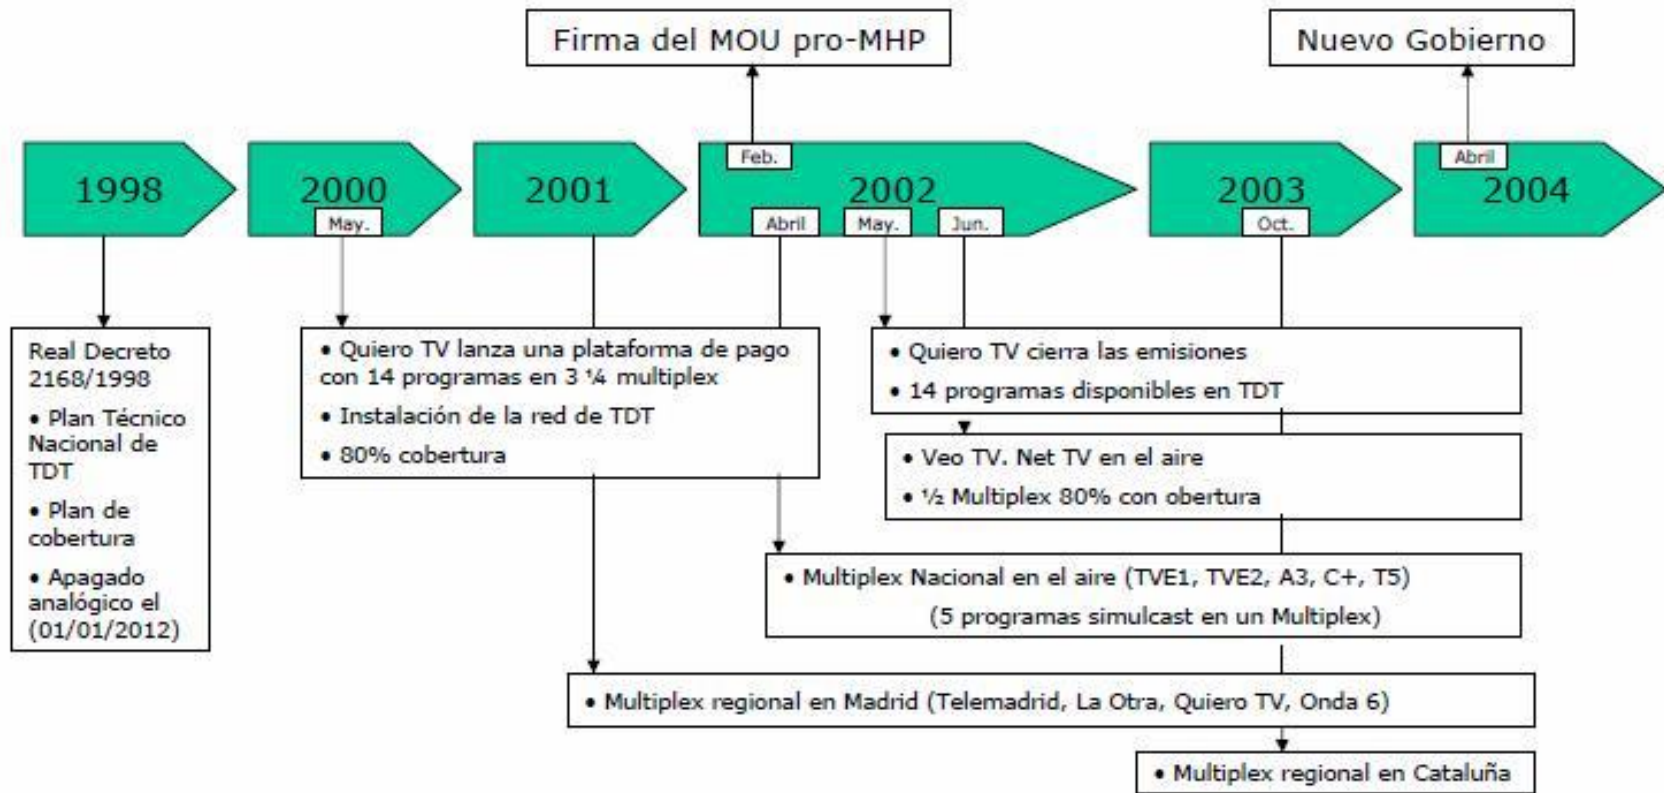 Firma del MOU pro-MHP
Nuevo Gobierno
1998
2000
May.
2001
Feb.
2002
Abril
May.
Jun.
2003
Oct.
Abril
2004
Real Decreto
2168/1998
• Plan Técnico
Nacional de
TDT
• Plan de
cobertura
• Apagado
analógico el
(01/01/2012)
• Quiero TV lanza una plataforma de pago
con 14 programas en 3 ¼ multiplex
• Instalación de la red de TDT
• 80% cobertura
• Quiero TV cierra las emisiones
• 14 programas disponibles en TDT
• Veo TV. Net TV en el aire
• ½ Multiplex 80% con obertura
• Multiplex Nacional en el aire (TVE1, TVE2, A3, C+, T5)
(5 programas simulcast en un Multiplex)
• Multiplex regional en Madrid (Telemadrid, La Otra, Quiero TV, Onda 6)
• Multiplex regional en Cataluña